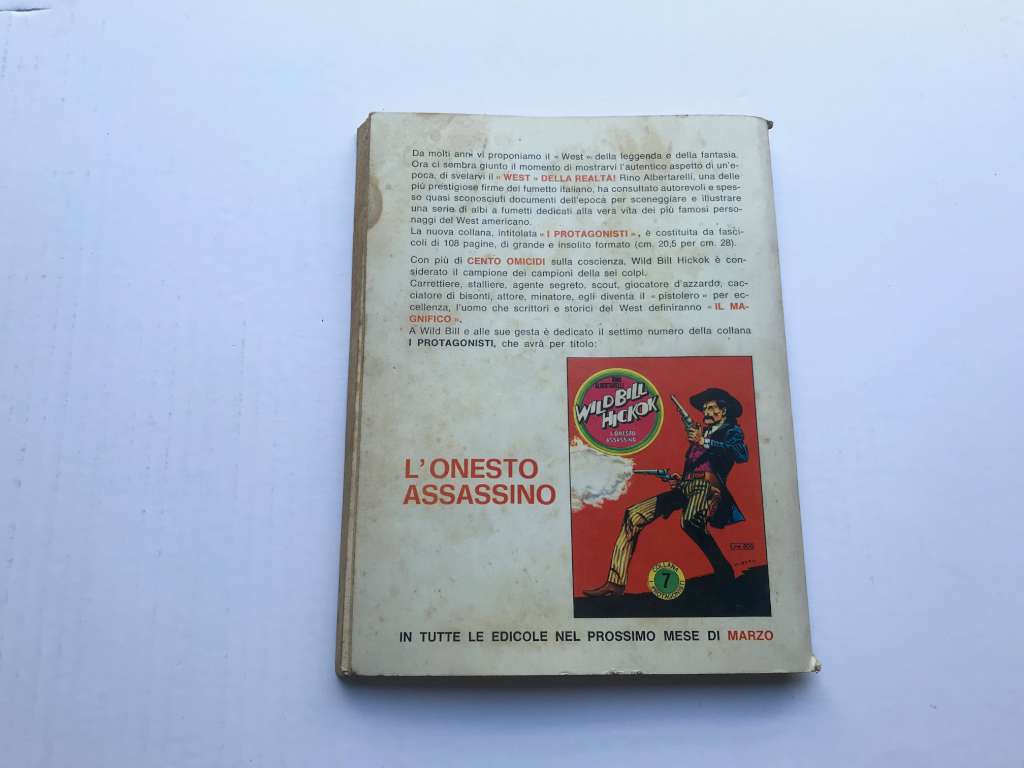 Da molti anni vi proponiamo il « West » della leggenda e della fantasia.
Ora ci sembra giunto il momento di mostrarvi l'autentico aspetto di un'e-
poca, di svelarvi il « WEST » DELLA REALTÀ! Rino Albertarelli, una delle
più prestigiose firme del fumetto italiano, ha consultato autorevoli e spes-
so quasi sconosciuti documenti dell'epoca per sceneggiare e illustrare
una serie di albi a fumetti dedicati alla vera vita dei più famosi perso-
naggi del West americano.
La nuova collana, intitolata « I PROTAGONISTI », è costituita da fasci-
coli di 108 pagine, di grande e insolito formato (cm. 20,5 per cm. 28).
Con più di CENTO OMICIDI sulla coscienza, Wild Bill Hickok è con-
siderato il campione dei campioni della sei colpi.
Carrettiere, stalliere, agente segreto, scout, giocatore d'azzardo, cac-
ciatore di bisonti, attore, minatore, egli diventa il « pistolero » per ec-
cellenza, l'uomo che scrittori e storici del West definiranno « IL MA-
GNIFICO ».
A Wild Bill e alle sue gesta è dedicato il settimo numero della collana
I PROTAGONISTI, che avrà per titolo:
RINO ALBERTARELLI
WILD BILL
HICKOK
L'ONESTO
ASSASSINO
L'ONESTO
ASSASSINO
COLLANA
7
I PROTAGONISTI
IN TUTTE LE EDICOLE NEL PROSSIMO MESE DI MARZO